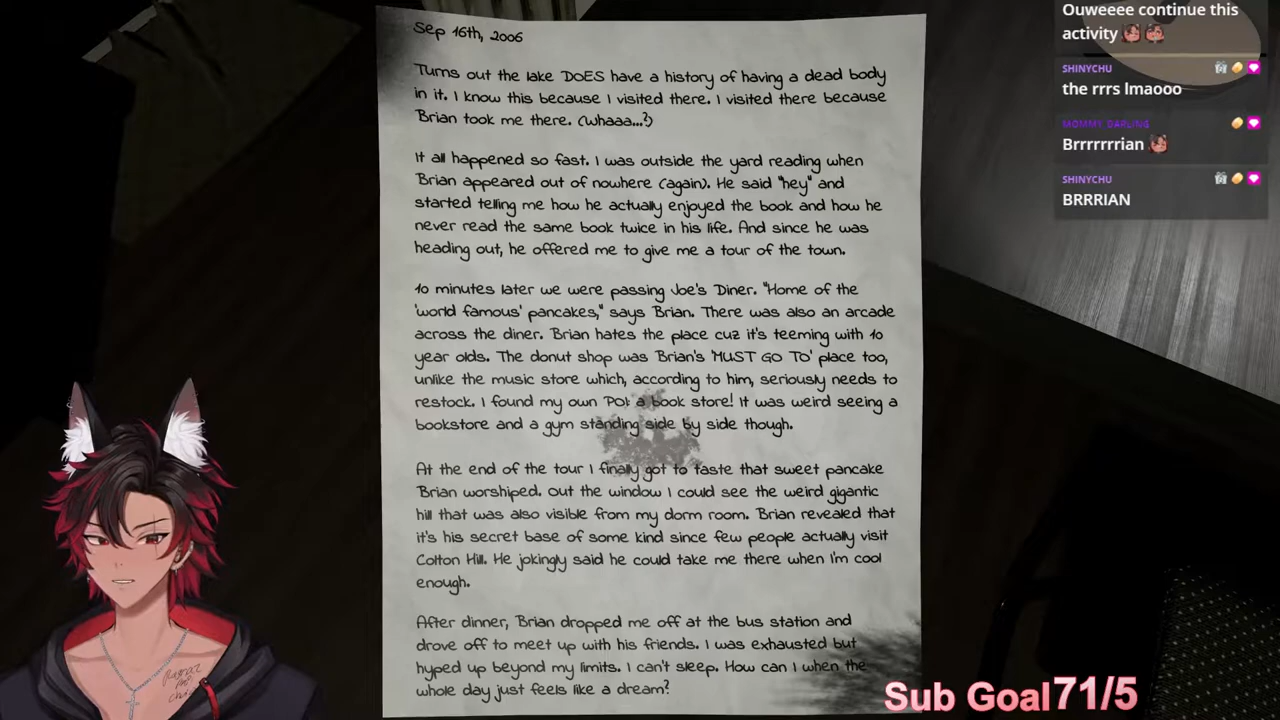 Sep 16th, 2006
Turns out the lake DOES have a history of having a dead body
in it. I know this because I visited there. I visited there because
Brian took me there. (whaaa...?)
It all happened so fast. I was outside the yard reading when
Brian appeared out of nowhere (again). He said "hey" and
started telling me how he actually enjoyed the book and how he
never read the same book twice in his life. And since he was
heading out, he offered me to give me a tour of the town.
10 minutes later we were passing Joe's Diner. "Home of the
'world famous' pancakes," says Brian. There was also an arcade
across the diner. Brian hates the place cuz it's teeming with 10
year olds. The donut shop was Brian's 'MUST GO TO' place too,
unlike the music store which, according to him, seriously needs to
restock. I found my own POI: a book store! It was weird seeing a
bookstore and a gym standing side by side though.
At the end of the tour I finally got to taste that sweet pancake
Brian worshiped. Out the window I could see the weird gigantic
hill that was also visible from my dorm room. Brian revealed that
it's his secret base of some kind since few people actually visit
Colton Hill. He jokingly said he could take me there when I'm cool
enough.
After dinner, Brian dropped me off at the bus station and
drove off to meet up with his friends. I was exhausted but
hyped up beyond my limits. I can't sleep. How can I when the
whole day just feels like a dream?
Ouweeee continue this
activity
SHINYCHU
the rrrs lmaooo
MOMMY DARLING
Brrrrrrrian
SHINYCHU
BRRRIAN
Sub Goal 71/5